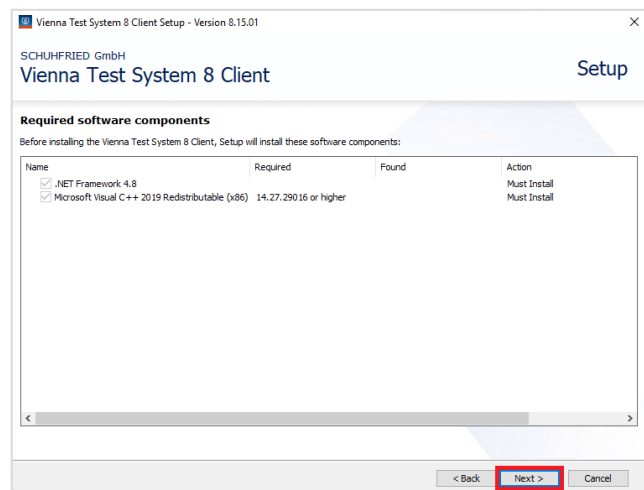 Vienna Test System 8 Client Setup - Version 8.15.01
SCHUHFRIED GmbH
Vienna Test System 8 Client
Setup
Required software components
Before installing the Vienna Test System 8 Client, Setup will install these software components:
Name Required Found Action
.NET Framework 4.8 Must Install
Microsoft Visual C++ 2019 Redistributable (x86) 14.27.29016 or higher Must Install
< Back Next > Cancel